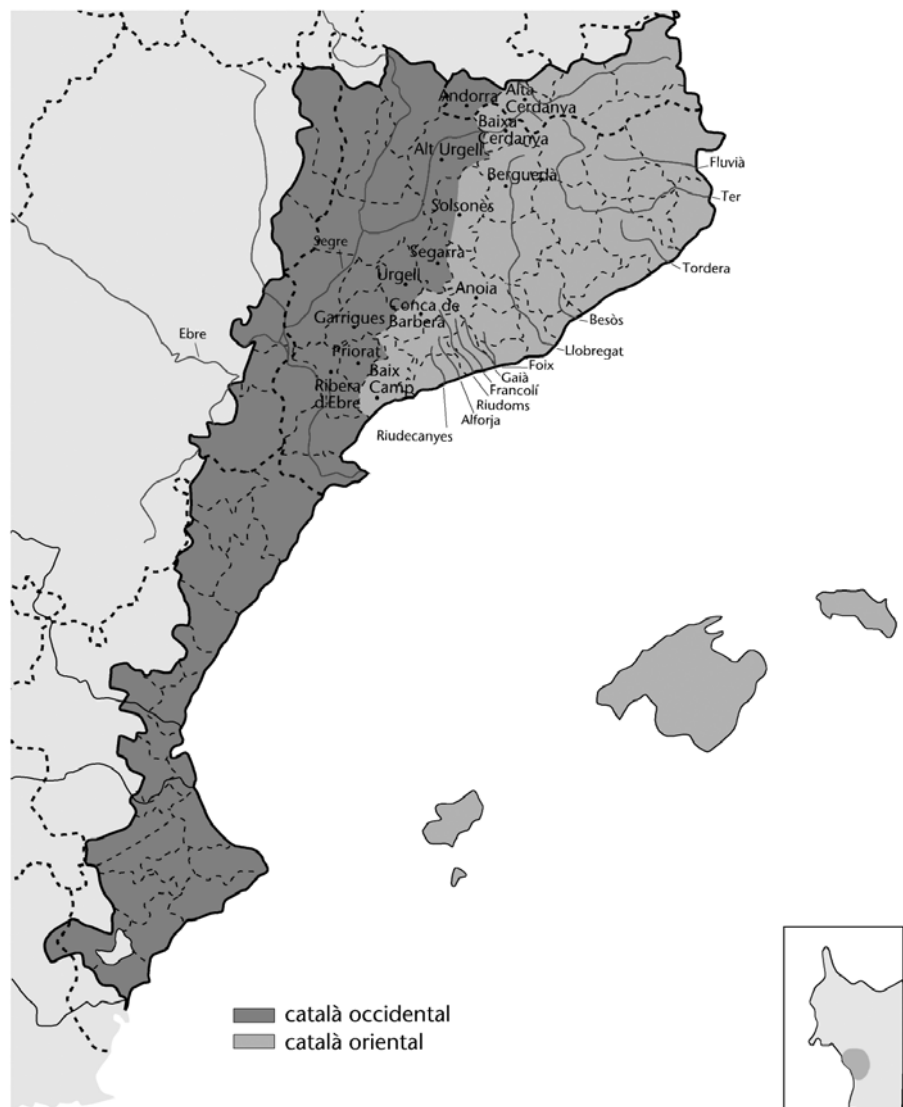 Andorra
Alta
Cerdanya
Baixa
Cerdanya
Alt Urgell
Fluvià
Berguedà
Ter
Solsonès
Segre
Segarra
Tordera
Urgell
Anoia
Conca de
Barberà
Garrigues
Besòs
Ebre
Llobregat
Priorat
Foix
Baix
Camp
Gaià
Ribera
d'Ebre
Francolí
Riudoms
Alforja
Riudecanyes
català occidental
català oriental